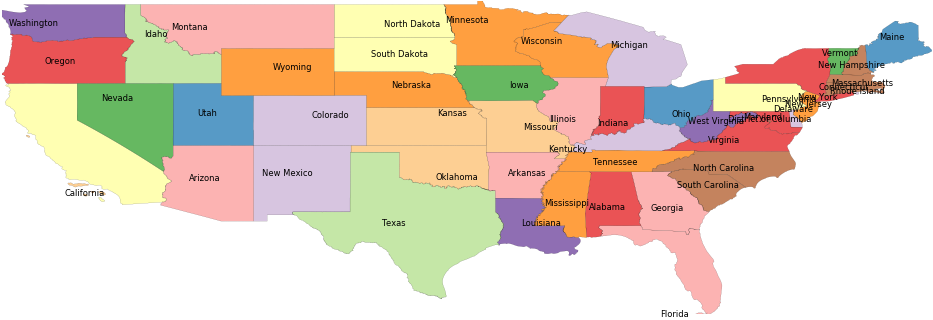 Washington
Idaho
Montana
North Dakota
Minnesota
Maine
Oregon
Wyoming
South Dakota
Wisconsin
Michigan
Vermont
New Hampshire
Nevada
Utah
Colorado
Nebraska
Kansas
Iowa
Missouri
Illinois
Indiana
Ohio
Pennsylvania
Massachusetts
Connecticut
Rhode Island
New York
New Jersey
Delaware
West Virginia
District of Columbia
Maryland
Virginia
Kentucky
California
Arizona
New Mexico
Oklahoma
Arkansas
Tennessee
North Carolina
South Carolina
Texas
Louisiana
Mississippi
Alabama
Georgia
Florida